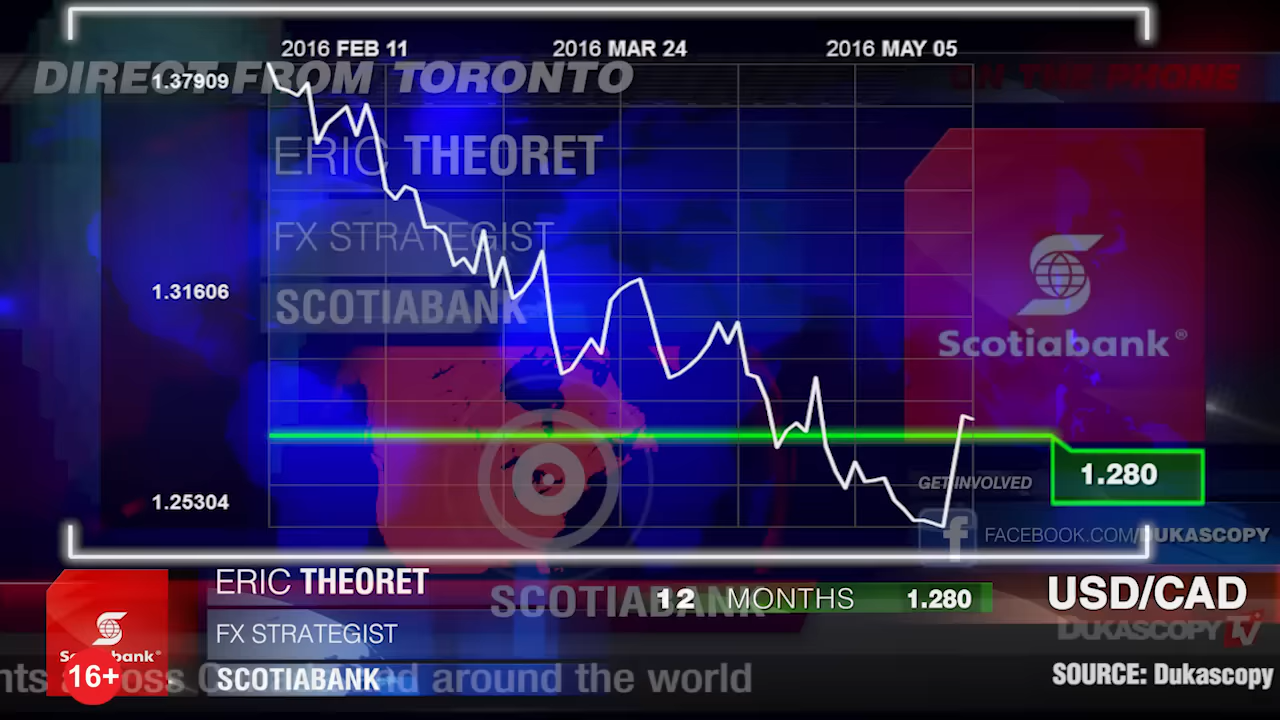 2016 FEB 11 2016 MAR 24 2016 MAY 05
DIRECT FROM TORONTO
ON THE PHONE
1.37909
ERIC THEORET
FX STRATEGIST
1.31606
SCOTIABANK
Scotiabank®
1.280
GET INVOLVED
1.25304
FACEBOOK.COM/DUKASCOPY
ERIC THEORET
12 MONTHS 1.280
USD/CAD
SCOTIABANK
FX STRATEGIST
DUKASCOPY TV
Scotiabank®
16+
SCOTIABANK
and around the world
SOURCE: Dukascopy